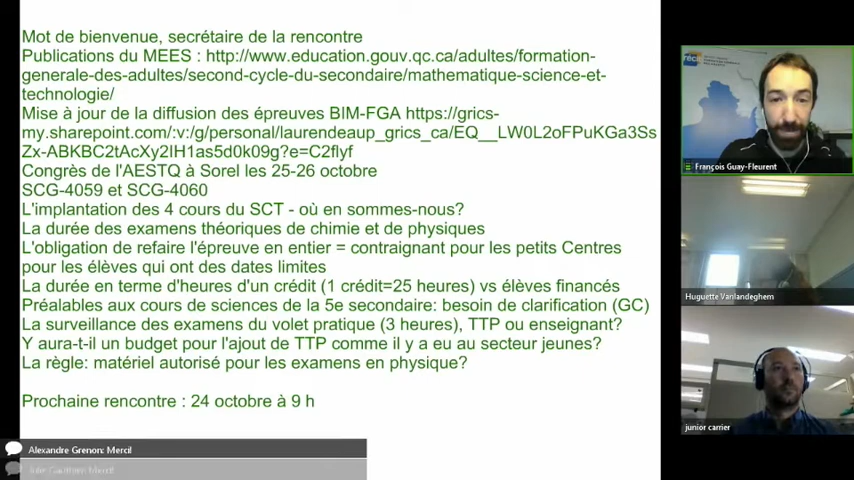 Mot de bienvenue, secrétaire de la rencontre
Publications du MEES : http://www.education.gouv.qc.ca/adultes/formation-
generale-des-adultes/second-cycle-du-secondaire/mathematique-science-et-
technologie/
Mise à jour de la diffusion des épreuves BIM-FGA https://grics-
my.sharepoint.com/:v:/g/personal/laurendeaup_grics_ca/EQ__LW0L2oFPuKGa3Ss
Zx-ABKBC2tAcXy2IH1as5d0k09g?e=C2flyf
Congrès de l'AESTQ à Sorel les 25-26 octobre
SCG-4059 et SCG-4060
L'implantation des 4 cours du SCT - où en sommes-nous?
La durée des examens théoriques de chimie et de physiques
L'obligation de refaire l'épreuve en entier = contraignant pour les petits Centres
pour les élèves qui ont des dates limites
La durée en terme d'heures d'un crédit (1 crédit=25 heures) vs élèves financés
Préalables aux cours de sciences de la 5e secondaire: besoin de clarification (GC)
La surveillance des examens du volet pratique (3 heures), TTP ou enseignant?
Y aura-t-il un budget pour l'ajout de TTP comme il y a eu au secteur jeunes?
La règle: matériel autorisé pour les examens en physique?
Prochaine rencontre : 24 octobre à 9 h
récit
François Guay-Fleurent
Huguette Vanlandeghem
junior carrier
Alexandre Grenon: Merci!
Merci!